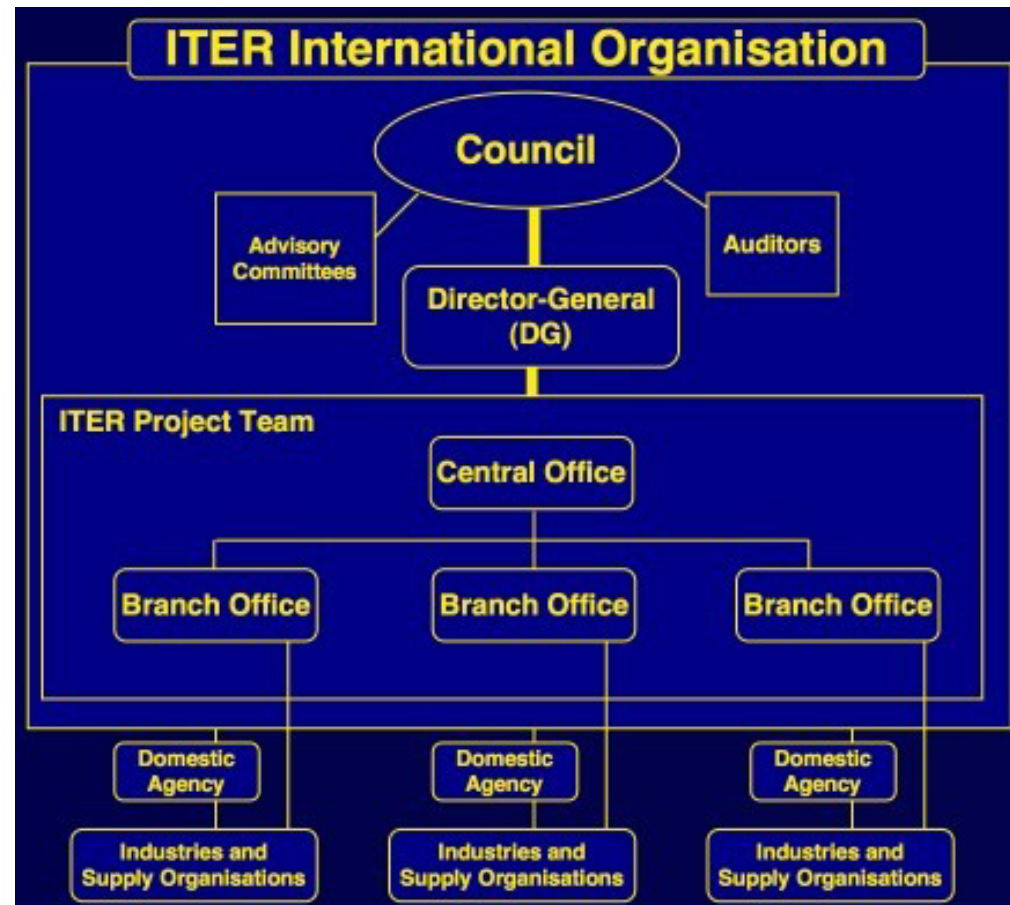 ITER International Organisation
Council
Advisory
Committees
Auditors
Director-General
(DG)
ITER Project Team
Central Office
Branch Office
Branch Office
Branch Office
Domestic
Agency
Domestic
Agency
Domestic
Agency
Industries and
Supply Organisations
Industries and
Supply Organisations
Industries and
Supply Organisations